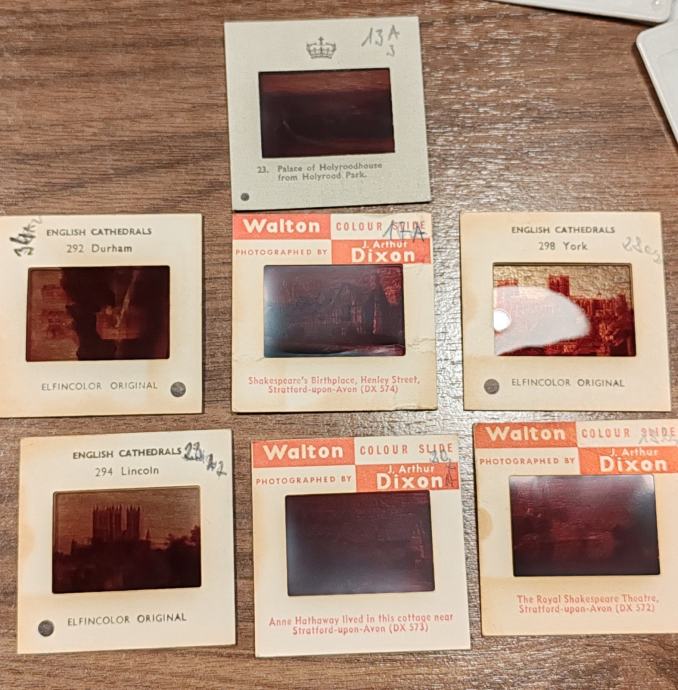 13A
3
23. Palace of Holyroodhouse
from Holyrood Park.
ENGLISH CATHEDRALS
292 Durham
ELFINCOLOR ORIGINAL
Walton COLOUR SLIDE
PHOTOGRAPHED BY J. Arthur
Dixon
Shakespeare's Birthplace, Henley Street,
Stratford-upon-Avon (DX 574)
ENGLISH CATHEDRALS
298 York
ELFINCOLOR ORIGINAL
ENGLISH CATHEDRALS
294 Lincoln
ELFINCOLOR ORIGINAL
Walton COLOUR SLIDE
PHOTOGRAPHED BY J. Arthur
Dixon
Anne Hathaway lived in this cottage near
Stratford-upon-Avon (DX 573)
Walton COLOUR SLIDE
PHOTOGRAPHED BY J. Arthur
Dixon
The Royal Shakespeare Theatre,
Stratford-upon-Avon (DX 572)